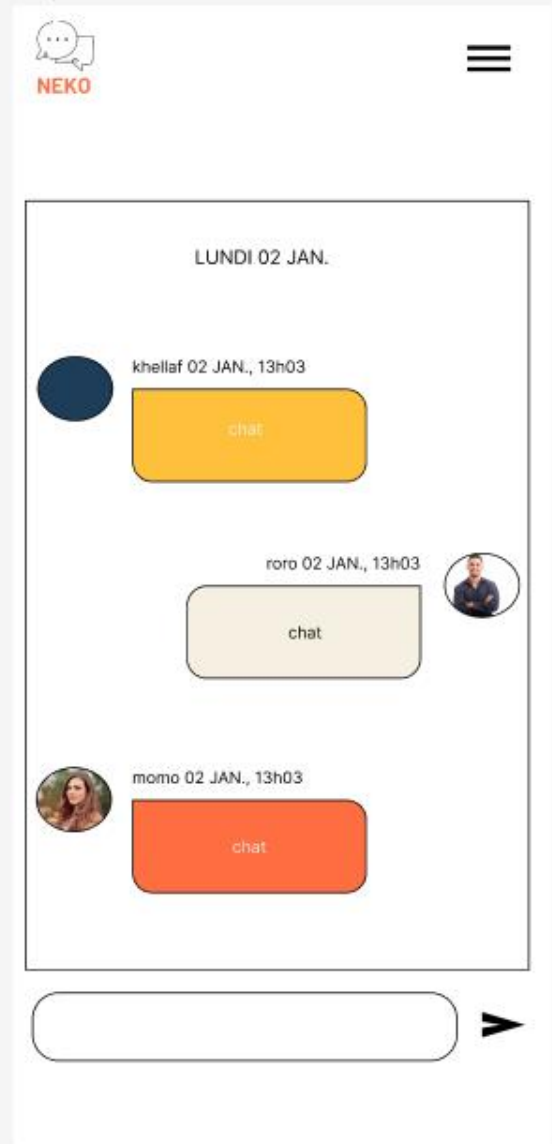 NEKO
LUNDI 02 JAN.
khellaf 02 JAN., 13h03
chat
roro 02 JAN., 13h03
chat
momo 02 JAN., 13h03
chat